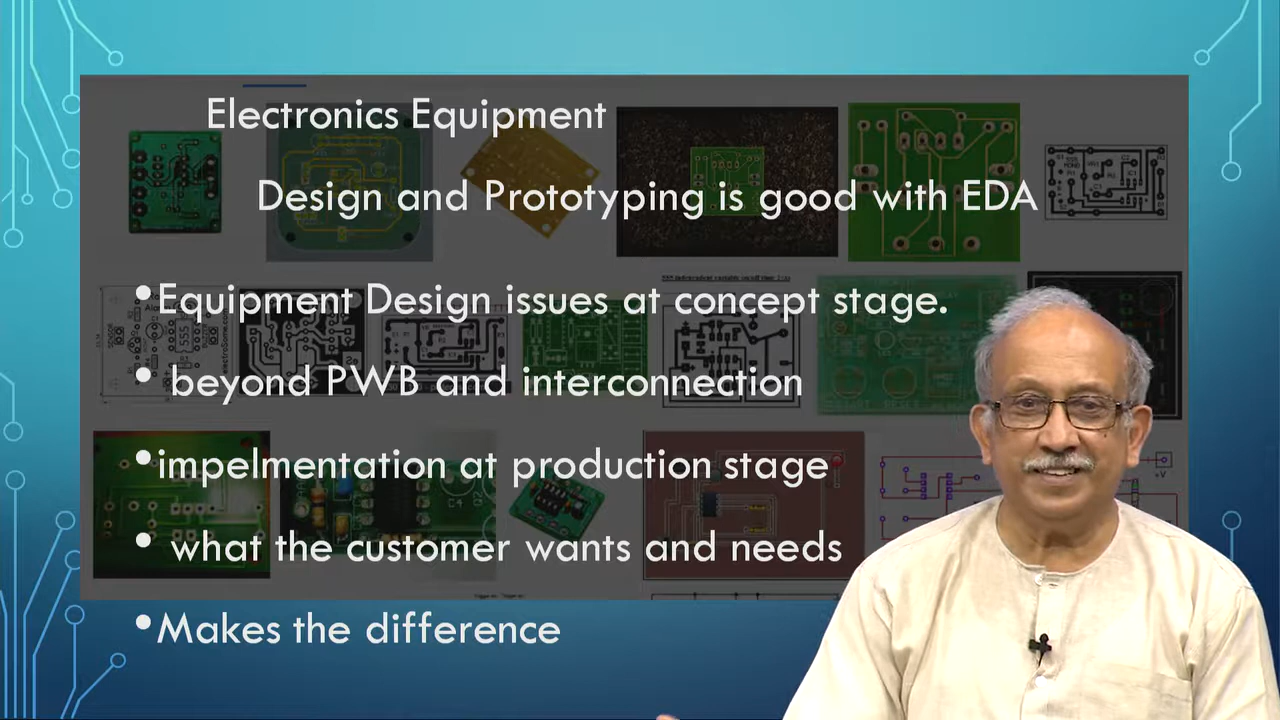 Electronics Equipment
Design and Prototyping is good with EDA
•Equipment Design issues at concept stage.
• beyond PWB and interconnection
•impelmentation at production stage
• what the customer wants and needs
•Makes the difference